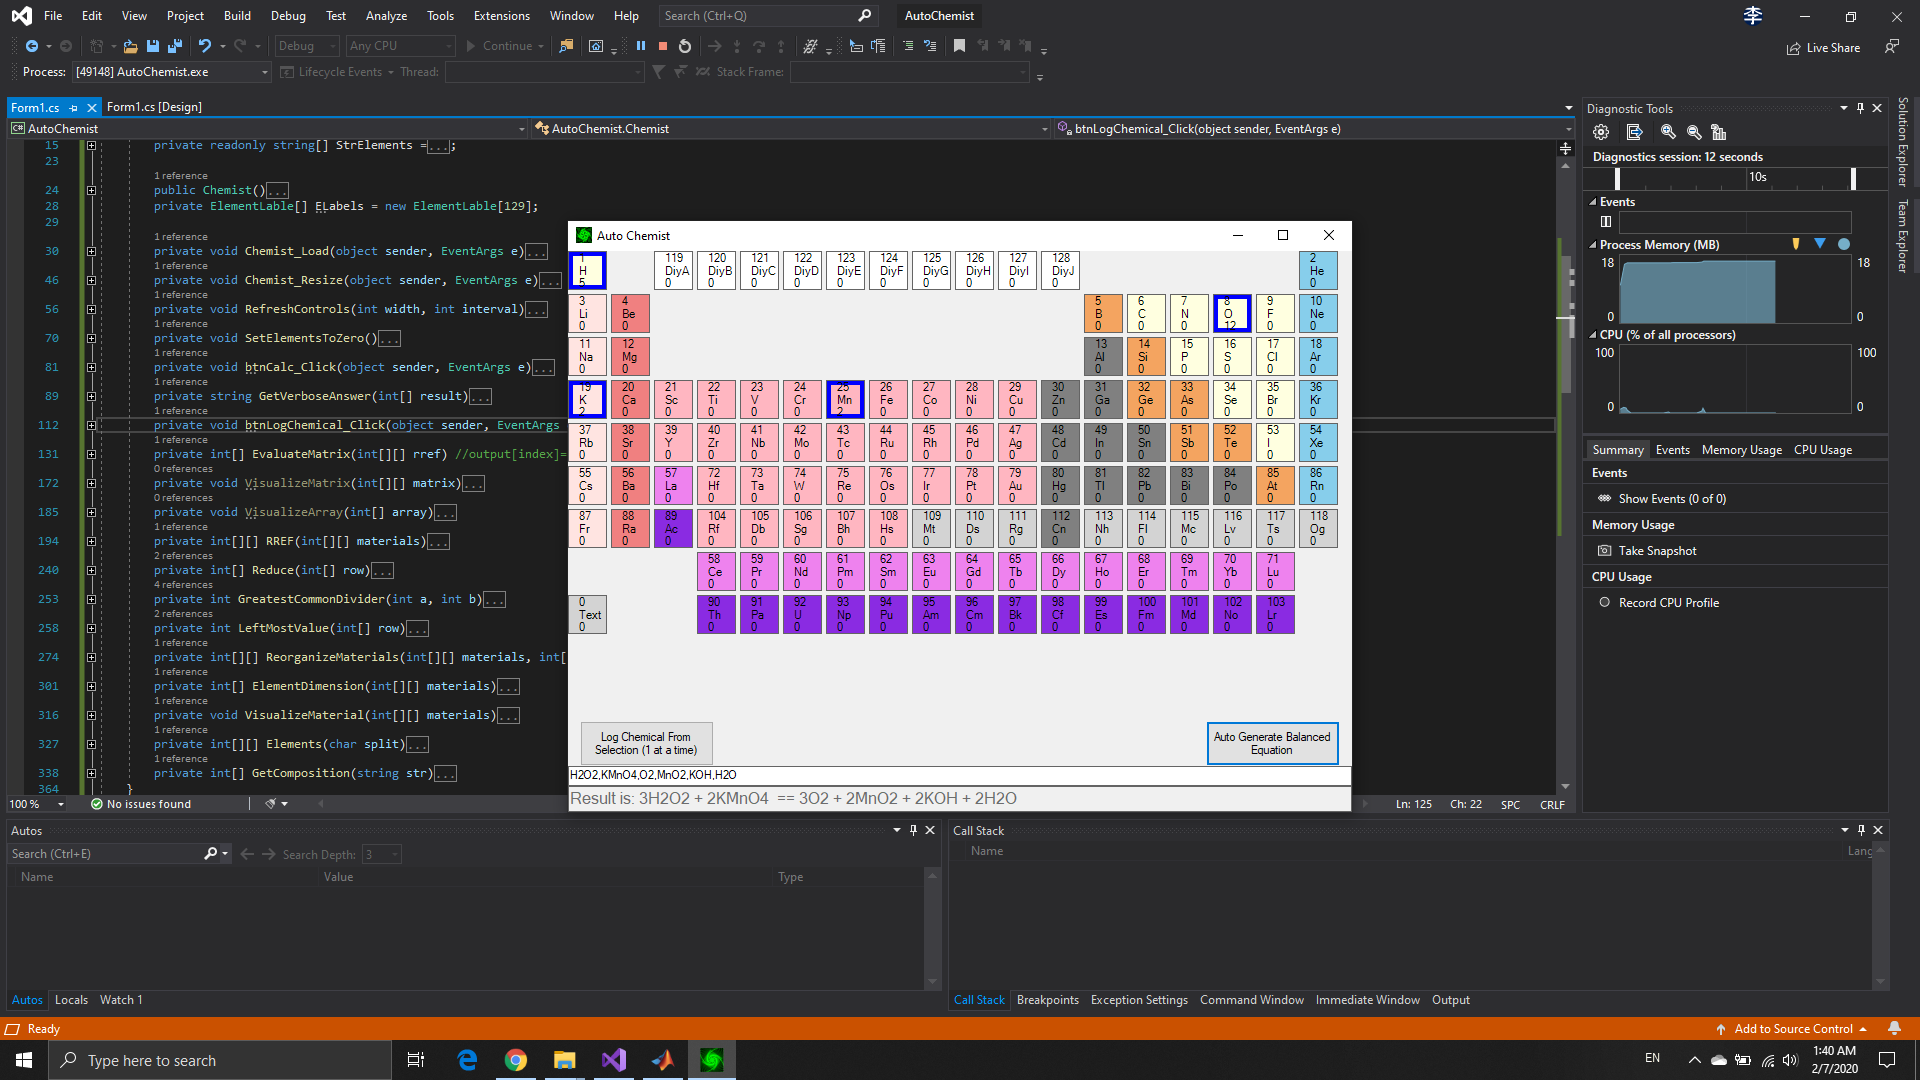 File Edit View Project Build Debug Test Analyze Tools Extensions Window Help Search (Ctrl+Q) AutoChemist
Debug Any CPU Continue Live Share
Process: [49148] AutoChemist.exe Lifecycle Events Thread: Stack Frame:
Form1.cs Form1.cs [Design]
AutoChemist AutoChemist.Chemist btnLogChemical_Click(object sender, EventArgs e)
15 private readonly string[] StrElements =...;
23
1 reference
24 public Chemist()...
28 private ElementLable[] ELabels = new ElementLable[129];
29
1 reference
30 private void Chemist_Load(object sender, EventArgs e)...
1 reference
46 private void Chemist_Resize(object sender, EventArgs e)...
1 reference
56 private void RefreshControls(int width, int interval)...
1 reference
70 private void SetElementsToZero()...
1 reference
81 private void btnCalc_Click(object sender, EventArgs e)...
1 reference
89 private string GetVerboseAnswer(int[] result)...
1 reference
112 private void btnLogChemical_Click(object sender, EventArgs
1 reference
131 private int[] EvaluateMatrix(int[][] rref) //output[index]=
0 references
172 private void VisualizeMatrix(int[][] matrix)...
0 references
185 private void VisualizeArray(int[] array)...
1 reference
194 private int[][] RREF(int[][] materials)...
2 references
240 private int[] Reduce(int[] row)...
4 references
253 private int GreatestCommonDivider(int a, int b)...
2 references
258 private int LeftMostValue(int[] row)...
1 reference
274 private int[][] ReorganizeMaterials(int[][] materials, int[
1 reference
301 private int[] ElementDimension(int[][] materials)...
1 reference
316 private void VisualizeMaterial(int[][] materials)...
1 reference
327 private int[][] Elements(char split)...
1 reference
338 private int[] GetComposition(string str)...
364 }
100 % No issues found Ln: 125 Ch: 22 SPC CRLF
Auto Chemist
1 119 120 121 122 123 124 125 126 127 128 2
H DiyA DiyB DiyC DiyD DiyE DiyF DiyG DiyH DiyI DiyJ He
5 0 0 0 0 0 0 0 0 0 0 0
3 4 5 6 7 8 9 10
Li Be B C N O F Ne
0 0 0 0 0 12 0 0
11 12 13 14 15 16 17 18
Na Mg Al Si P S Cl Ar
0 0 0 0 0 0 0 0
19 20 21 22 23 24 25 26 27 28 29 30 31 32 33 34 35 36
K Ca Sc Ti V Cr Mn Fe Co Ni Cu Zn Ga Ge As Se Br Kr
2 0 0 0 0 0 2 0 0 0 0 0 0 0 0 0 0 0
37 38 39 40 41 42 43 44 45 46 47 48 49 50 51 52 53 54
Rb Sr Y Zr Nb Mo Tc Ru Rh Pd Ag Cd In Sn Sb Te I Xe
0 0 0 0 0 0 0 0 0 0 0 0 0 0 0 0 0 0
55 56 57 72 73 74 75 76 77 78 79 80 81 82 83 84 85 86
Cs Ba La Hf Ta W Re Os Ir Pt Au Hg Tl Pb Bi Po At Rn
0 0 0 0 0 0 0 0 0 0 0 0 0 0 0 0 0 0
87 88 89 104 105 106 107 108 109 110 111 112 113 114 115 116 117 118
Fr Ra Ac Rf Db Sg Bh Hs Mt Ds Rg Cn Nh Fl Mc Lv Ts Og
0 0 0 0 0 0 0 0 0 0 0 0 0 0 0 0 0 0
58 59 60 61 62 63 64 65 66 67 68 69 70 71
Ce Pr Nd Pm Sm Eu Gd Tb Dy Ho Er Tm Yb Lu
0 0 0 0 0 0 0 0 0 0 0 0 0 0
0 90 91 92 93 94 95 96 97 98 99 100 101 102 103
Text Th Pa U Np Pu Am Cm Bk Cf Es Fm Md No Lr
0 0 0 0 0 0 0 0 0 0 0 0 0 0 0
Log Chemical From
Selection (1 at a time)
Auto Generate Balanced
Equation
H2O2,KMnO4,O2,MnO2,KOH,H2O
Result is: 3H2O2 + 2KMnO4 == 3O2 + 2MnO2 + 2KOH + 2H2O
Diagnostic Tools
Diagnostics session: 12 seconds
10s
Events
Process Memory (MB)
18 18
0 0
CPU (% of all processors)
100 100
0 0
Summary Events Memory Usage CPU Usage
Events
Show Events (0 of 0)
Memory Usage
Take Snapshot
CPU Usage
Record CPU Profile
Solution Explorer
Team Explorer
Autos
Search (Ctrl+E) Search Depth: 3
Name Value Type
Autos Locals Watch 1
Call Stack
Name Lang
Call Stack Breakpoints Exception Settings Command Window Immediate Window Output
Ready Add to Source Control
Type here to search EN 1:40 AM
2/7/2020